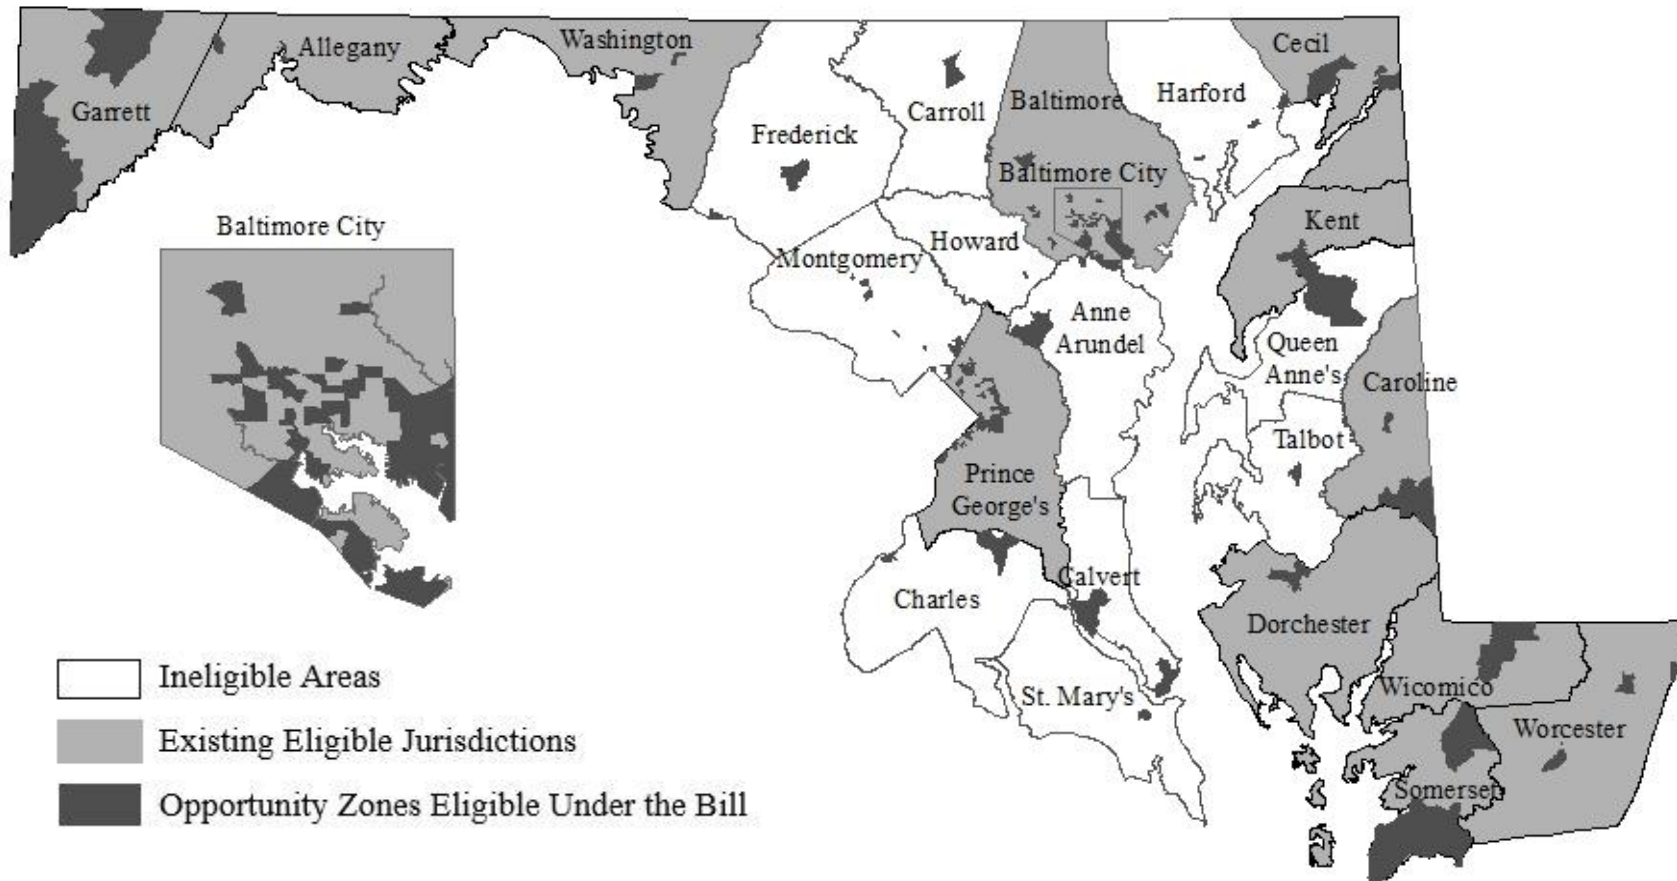 Garrett
Allegany
Washington
Frederick
Carroll
Baltimore
Harford
Cecil
Baltimore City
Baltimore City
Howard
Montgomery
Kent
Anne
Arundel
Queen
Anne's
Caroline
Talbot
Prince
George's
Calvert
Charles
St. Mary's
Dorchester
Wicomico
Worcester
Somerset
Ineligible Areas
Existing Eligible Jurisdictions
Opportunity Zones Eligible Under the Bill